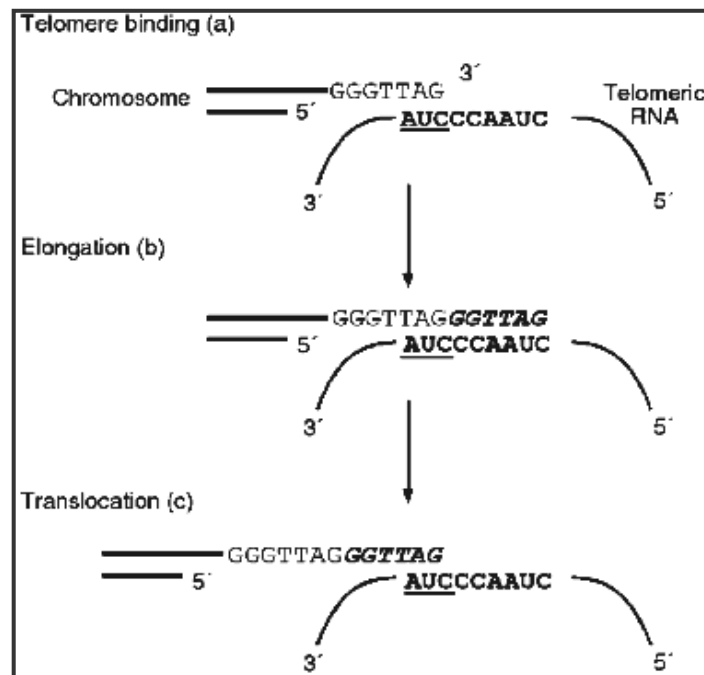 Telomere binding (a)
3´
GGGTTAG
Chromosome
Telomeric
RNA
5´
AUCCCAAUC
3´
5´
Elongation (b)
GGGTTAGGGTTAG
5´
AUCCCAAUC
3´
5´
Translocation (c)
GGGTTAGGGTTAG
5´
AUCCCAAUC
3´
5´